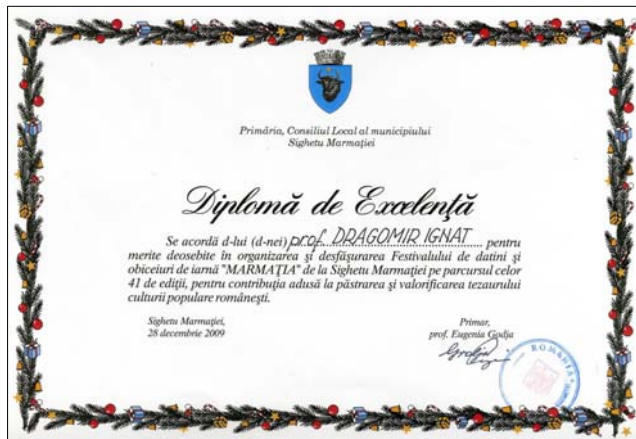 Primăria, Consiliul Local al municipiului
Sighetu Marmației
Diplomă de Excelență
Se acordă d-lui (d-nei) prof. DRAGOMIR IGNAT pentru
merite deosebite în organizarea și desfășurarea Festivalului de datini și
obiceiuri de iarnă "MARMAȚIA" de la Sighetu Marmației pe parcursul celor
41 de ediții, pentru contribuția adusă la păstrarea și valorificarea tezaurului
culturii populare românești.
Sighetu Marmației,
28 decembrie 2009
Primar,
prof. Eugenia Godja
ROMÂNIA